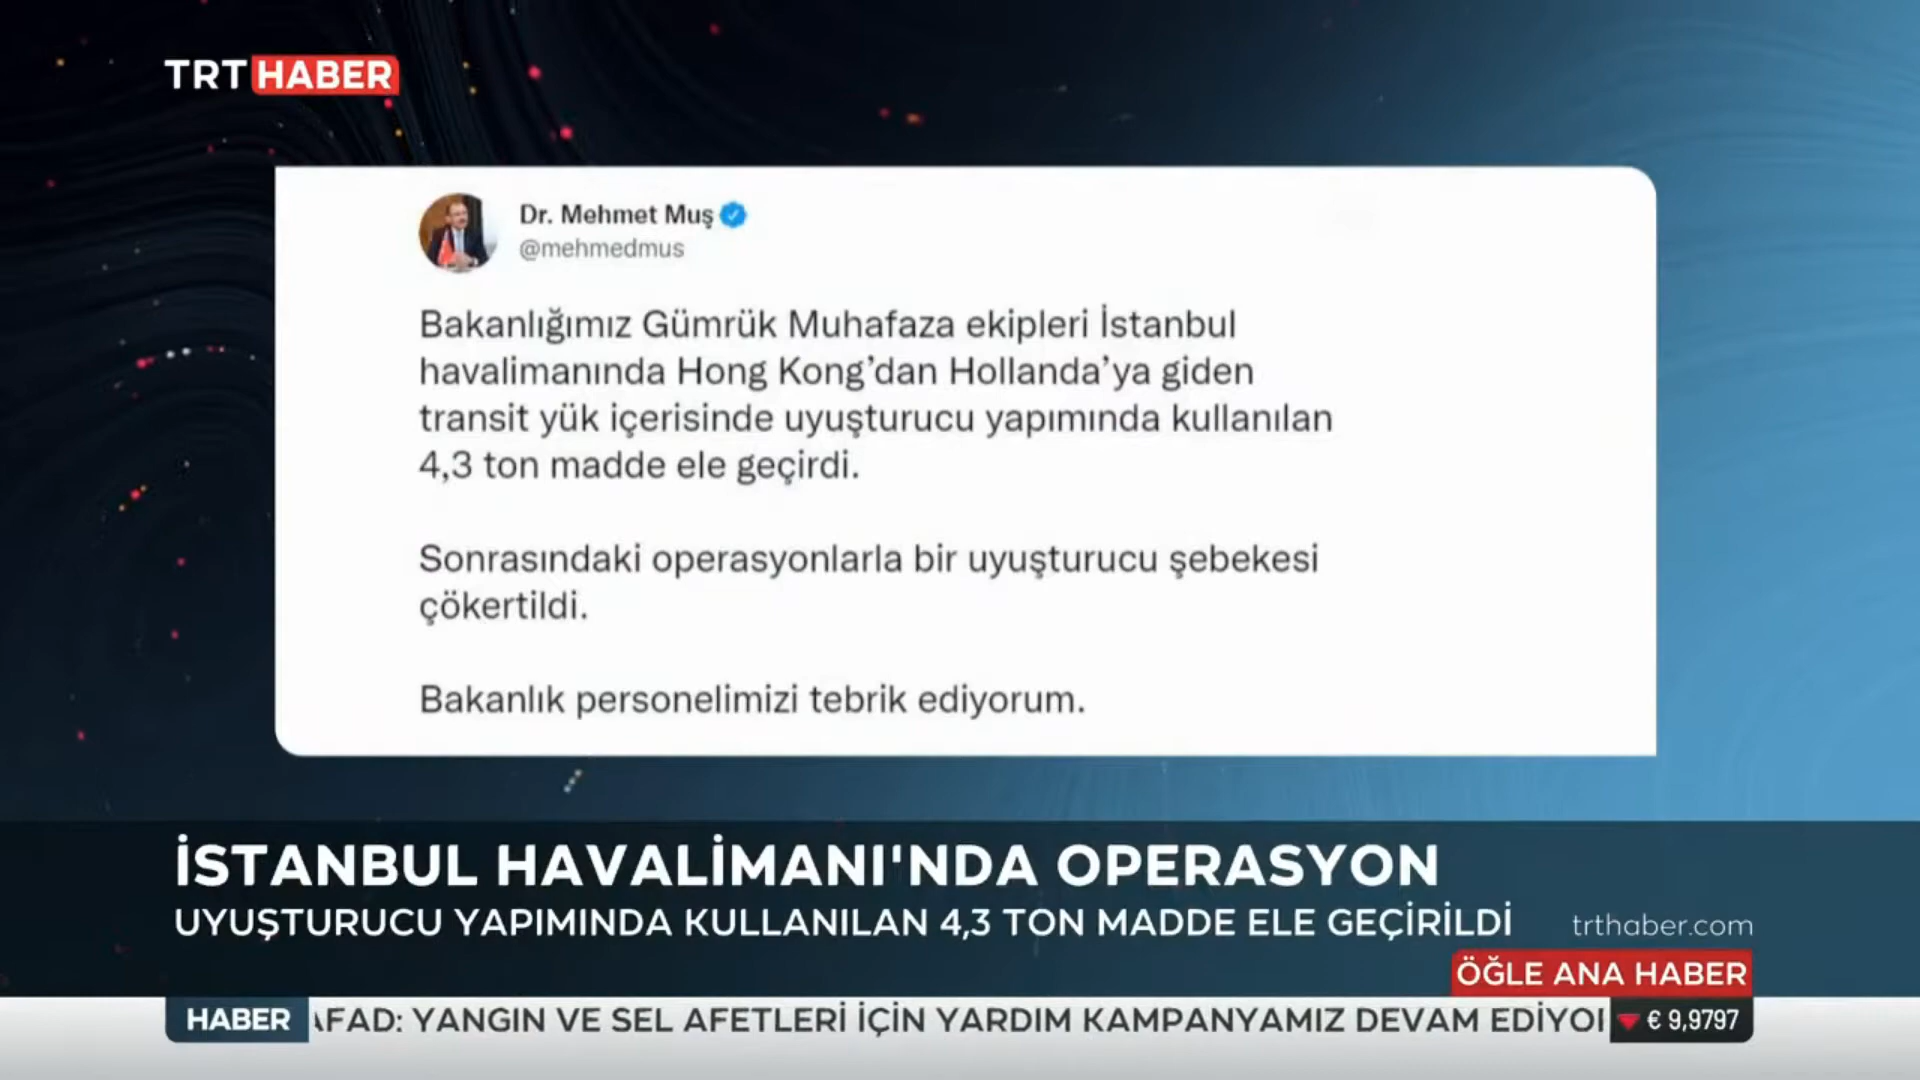 TRT HABER
Dr. Mehmet Muş
@mehmedmus
Bakanlığımız Gümrük Muhafaza ekipleri İstanbul
havalimanında Hong Kong’dan Hollanda’ya giden
transit yük içerisinde uyuşturucu yapımında kullanılan
4,3 ton madde ele geçirdi.
Sonrasındaki operasyonlarla bir uyuşturucu şebekesi
çökertildi.
Bakanlık personelimizi tebrik ediyorum.
İSTANBUL HAVALİMANI'NDA OPERASYON
UYUŞTURUCU YAPIMINDA KULLANILAN 4,3 TON MADDE ELE GEÇİRİLDİ
trthaber.com
ÖĞLE ANA HABER
HABER
AFAD: YANGIN VE SEL AFETLERİ İÇİN YARDIM KAMPANYAMIZ DEVAM EDİYO
€ 9,9797